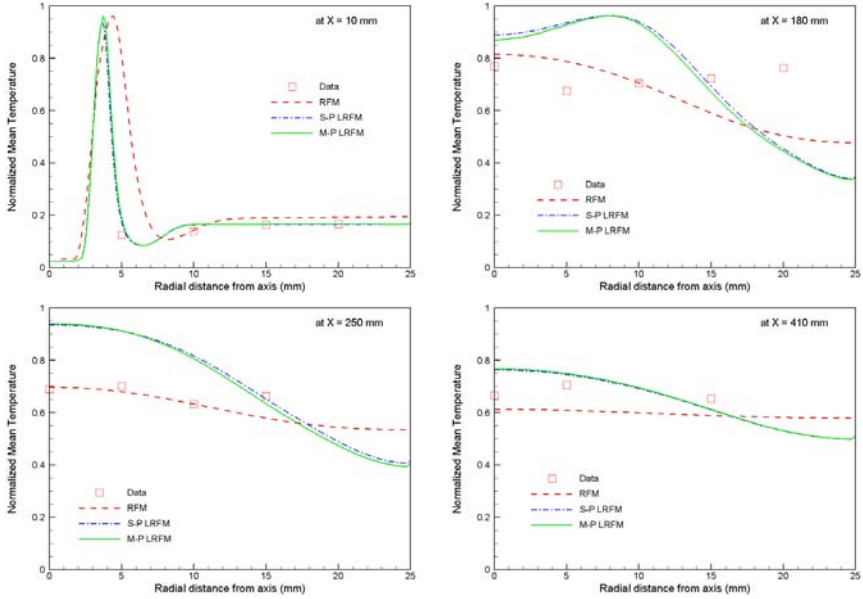 at X = 10 mm
Normalized Mean Temperature
1
0.8
0.6
0.4
0.2
0
Data
RFM
S-P LRFM
M-P LRFM
0 5 10 15 20 25
Radial distance from axis (mm)
at X = 180 mm
Normalized Mean Temperature
1
0.8
0.6
0.4
0.2
0
Data
RFM
S-P LRFM
M-P LRFM
0 5 10 15 20 25
Radial distance from axis (mm)
at X = 250 mm
Normalized Mean Temperature
1
0.8
0.6
0.4
0.2
0
Data
RFM
S-P LRFM
M-P LRFM
0 5 10 15 20 25
Radial distance from axis (mm)
at X = 410 mm
Normalized Mean Temperature
1
0.8
0.6
0.4
0.2
0
Data
RFM
S-P LRFM
M-P LRFM
0 5 10 15 20 25
Radial distance from axis (mm)